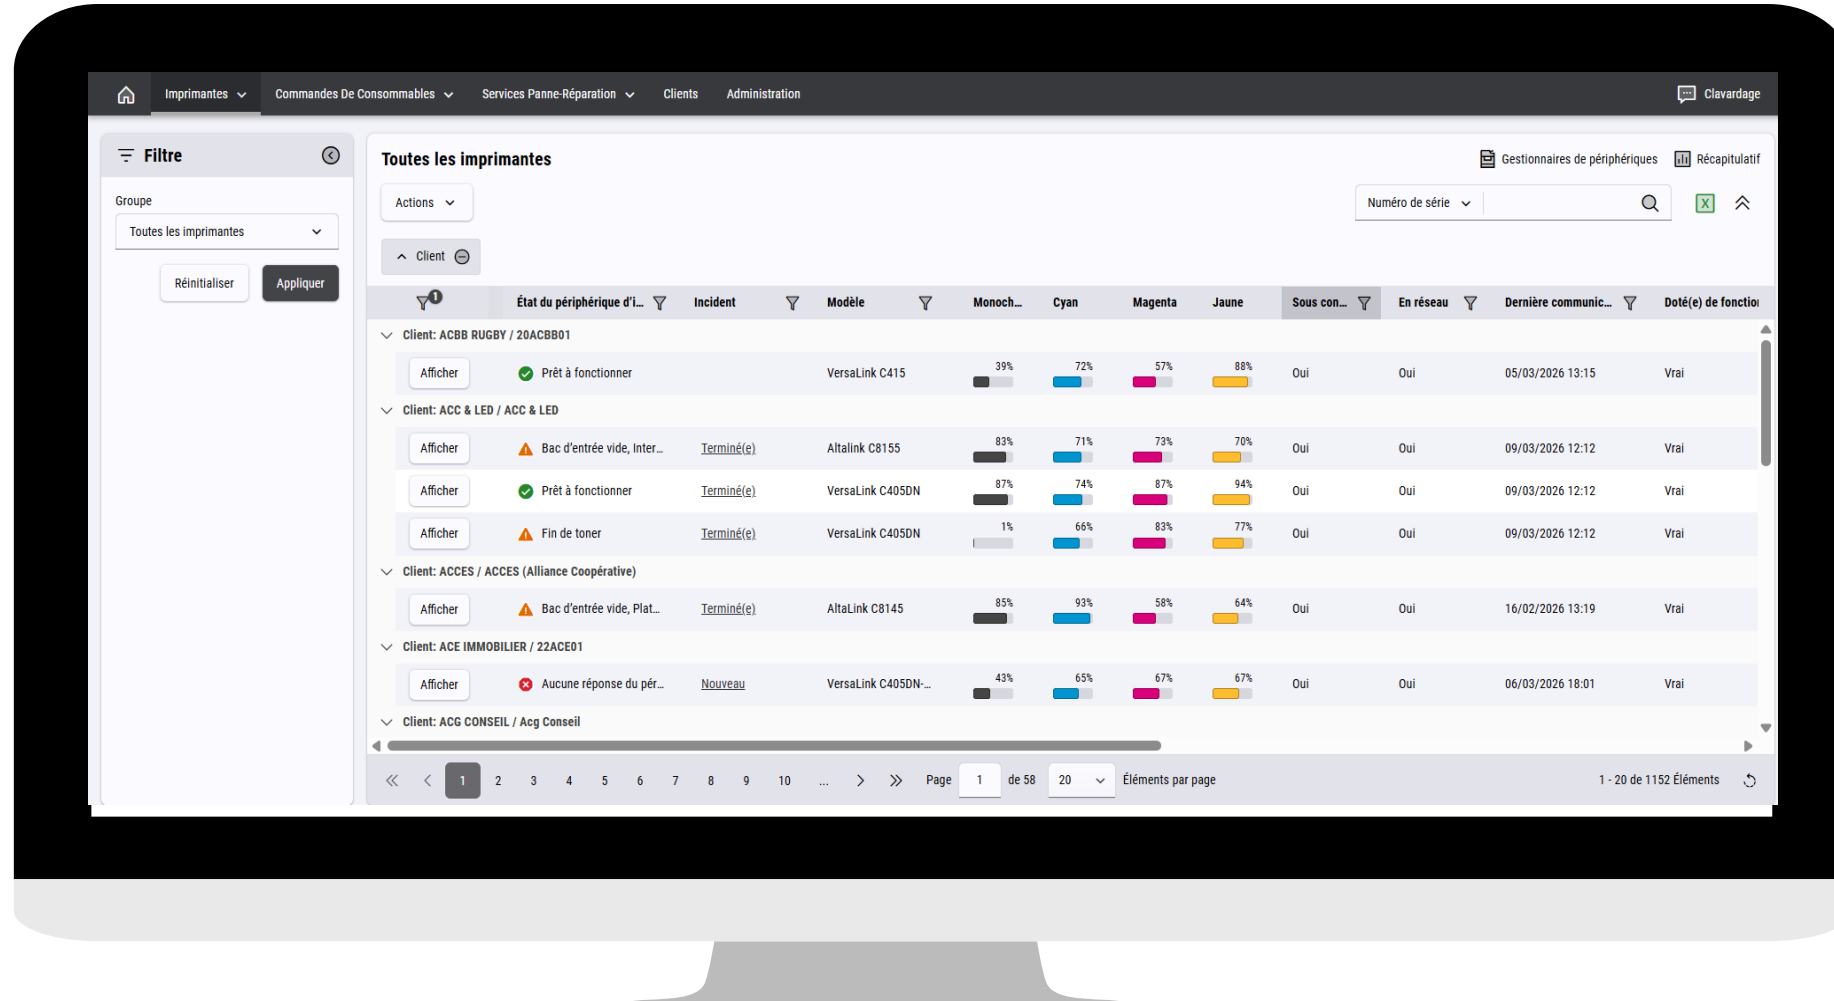 Imprimantes Commandes De Consommables Services Panne-Réparation Clients Administration Clavardage
Filtre
Groupe
Toutes les imprimantes
Réinitialiser Appliquer
Toutes les imprimantes Gestionnaires de périphériques Récapitulatif
Actions Numéro de série X
Client
1 État du périphérique d'i... Incident Modèle Monoch... Cyan Magenta Jaune Sous con... En réseau Dernière communic... Doté(e) de fonction
Client: ACBB RUGBY / 20ACBB01
Afficher Prêt à fonctionner VersaLink C415 39% 72% 57% 88% Oui Oui 05/03/2026 13:15 Vrai
Client: ACC & LED / ACC & LED
Afficher Bac d'entrée vide, Inter... Terminé(e) Altalink C8155 83% 71% 73% 70% Oui Oui 09/03/2026 12:12 Vrai
Afficher Prêt à fonctionner Terminé(e) VersaLink C405DN 87% 74% 87% 94% Oui Oui 09/03/2026 12:12 Vrai
Afficher Fin de toner Terminé(e) VersaLink C405DN 1% 66% 83% 77% Oui Oui 09/03/2026 12:12 Vrai
Client: ACCES / ACCES (Alliance Coopérative)
Afficher Bac d'entrée vide, Plat... Terminé(e) AltaLink C8145 85% 93% 58% 64% Oui Oui 16/02/2026 13:19 Vrai
Client: ACE IMMOBILIER / 22ACE01
Afficher Aucune réponse du pér... Nouveau VersaLink C405DN-... 43% 65% 67% 67% Oui Oui 06/03/2026 18:01 Vrai
Client: ACG CONSEIL / Acg Conseil
1 2 3 4 5 6 7 8 9 10 ... Page 1 de 58 20 Éléments par page 1 - 20 de 1152 Éléments